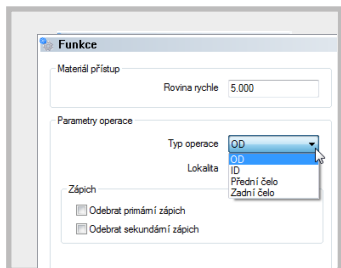 Funkce
Materiál přístup
Rovina rychle 5.000
Parametry operace
Typ operace OD
OD
ID
Lokalita
Přední čelo
Zadní čelo
Zápich
Odebrat primární zápich
Odebrat sekundární zápich